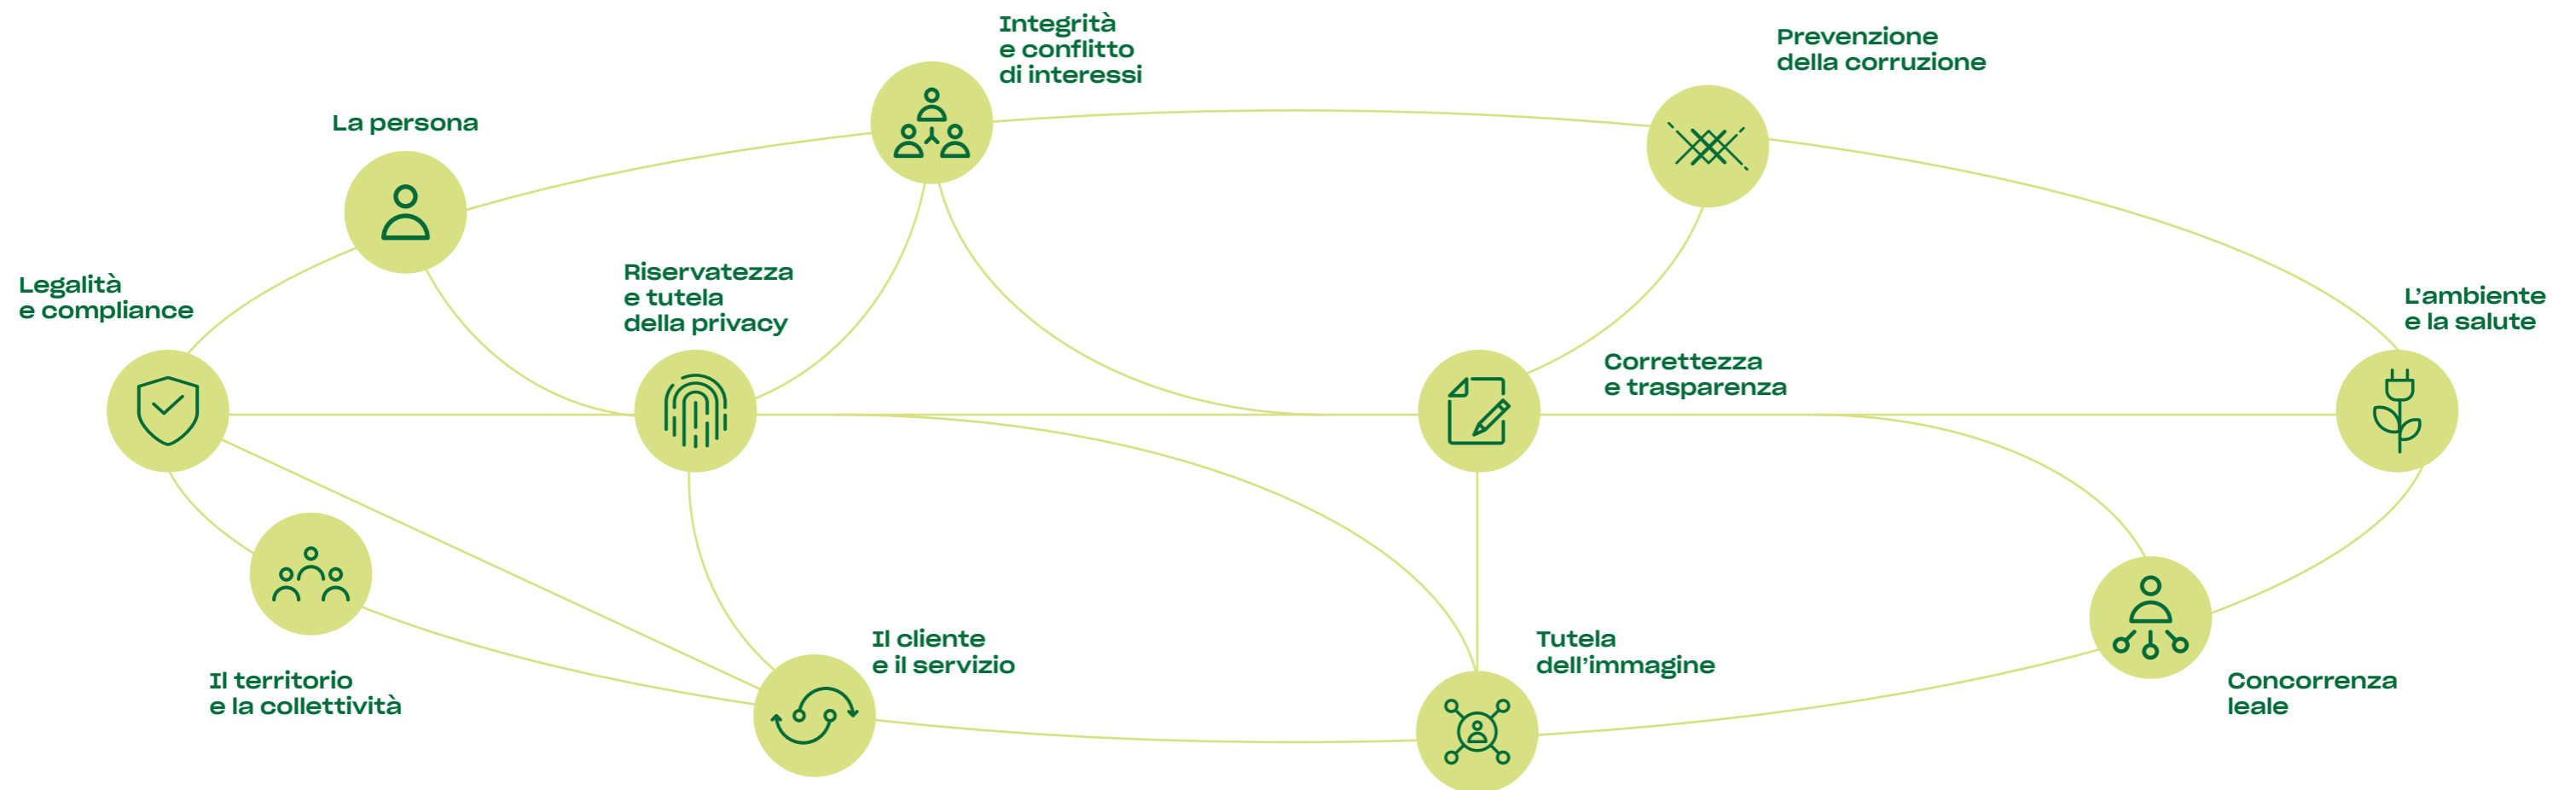 Integrità
e conflitto
di interessi
Prevenzione
della corruzione
La persona
Legalità
e compliance
Riservatezza
e tutela
della privacy
L’ambiente
e la salute
Correttezza
e trasparenza
Il territorio
e la collettività
Il cliente
e il servizio
Tutela
dell’immagine
Concorrenza
leale